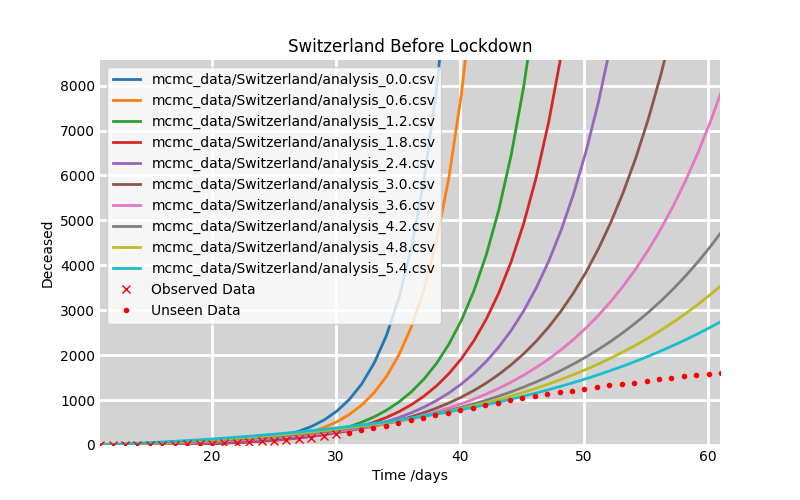 Switzerland Before Lockdown
8000
7000
6000
5000
4000
3000
2000
1000
0
Deceased
mcmc_data/Switzerland/analysis_0.0.csv
mcmc_data/Switzerland/analysis_0.6.csv
mcmc_data/Switzerland/analysis_1.2.csv
mcmc_data/Switzerland/analysis_1.8.csv
mcmc_data/Switzerland/analysis_2.4.csv
mcmc_data/Switzerland/analysis_3.0.csv
mcmc_data/Switzerland/analysis_3.6.csv
mcmc_data/Switzerland/analysis_4.2.csv
mcmc_data/Switzerland/analysis_4.8.csv
mcmc_data/Switzerland/analysis_5.4.csv
Observed Data
Unseen Data
20 30 40 50 60
Time /days